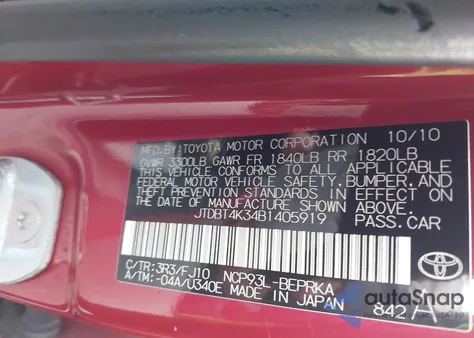 MFD.BY:TOYOTA MOTOR CORPORATION 10/10
GVWR 3300LB GAWR FR 1840LB RR 1820LB
THIS VEHICLE CONFORMS TO ALL APPLICABLE
FEDERAL MOTOR VEHICLE SAFETY,BUMPER,AND
THEFT PREVENTION STANDARDS IN EFFECT ON
THE DATE OF MANUFACTURE SHOWN ABOVE.
JTDBT4K34B1405919 PASS.CAR
C/TR:3R3/FJ10 NCP93L-BEPRKA
A/TM:-04A/U340E MADE IN JAPAN 842A
TOYOTA
autoSnap